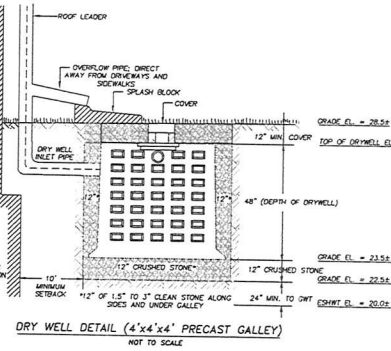 ROOF LEADER
OVERFLOW PIPE; DIRECT
AWAY FROM DRIVEWAYS AND
SIDEWALKS
SPLASH BLOCK
COVER
GRADE EL. = 28.5±
12" MIN. COVER
TOP OF DRYWELL EL
DRY WELL
INLET PIPE
12"*
12"*
48" (DEPTH OF DRYWELL)
GRADE EL. = 23.5±
12" CRUSHED STONE*
12" CRUSHED STONE
GRADE EL. = 22.5±
10'
MINIMUM
SETBACK
*12" OF 1.5" TO 3" CLEAN STONE ALONG
SIDES AND UNDER GALLEY
24" MIN. TO GWT
ESHWT EL. = 20.0±
DRY WELL DETAIL (4'x4'x4' PRECAST GALLEY)
NOT TO SCALE